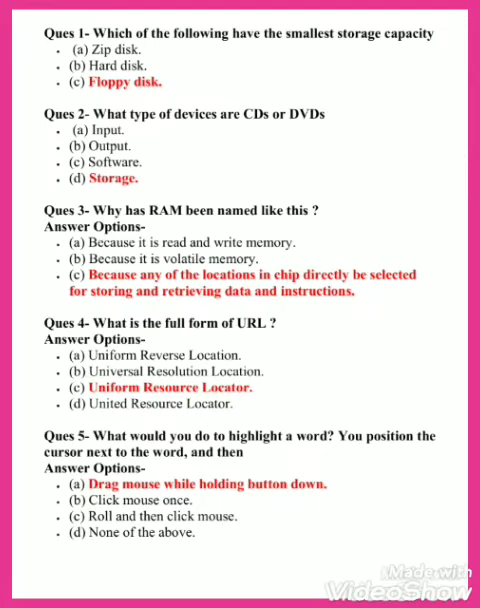 Ques 1- Which of the following have the smallest storage capacity
• (a) Zip disk.
• (b) Hard disk.
• (c) Floppy disk.
Ques 2- What type of devices are CDs or DVDs
• (a) Input.
• (b) Output.
• (c) Software.
• (d) Storage.
Ques 3- Why has RAM been named like this ?
Answer Options-
• (a) Because it is read and write memory.
• (b) Because it is volatile memory.
• (c) Because any of the locations in chip directly be selected
for storing and retrieving data and instructions.
Ques 4- What is the full form of URL ?
Answer Options-
• (a) Uniform Reverse Location.
• (b) Universal Resolution Location.
• (c) Uniform Resource Locator.
• (d) United Resource Locator.
Ques 5- What would you do to highlight a word? You position the
cursor next to the word, and then
Answer Options-
• (a) Drag mouse while holding button down.
• (b) Click mouse once.
• (c) Roll and then click mouse.
• (d) None of the above.
Made with
VideoShow